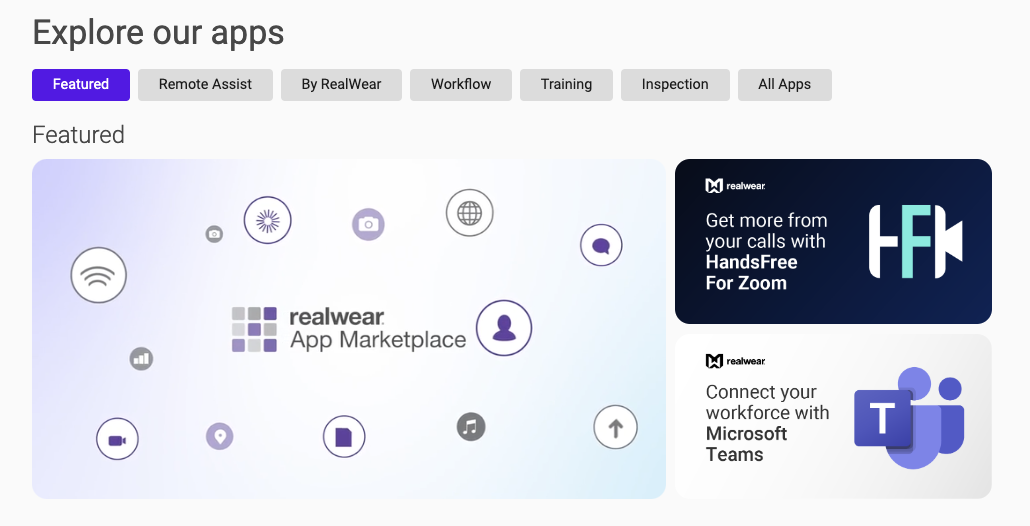 Explore our apps
Featured
Remote Assist
By RealWear
Workflow
Training
Inspection
All Apps
Featured
realwear
App Marketplace
realwear
Get more from
your calls with
HandsFree
For Zoom
HF
realwear
Connect your
workforce with
Microsoft
Teams
T